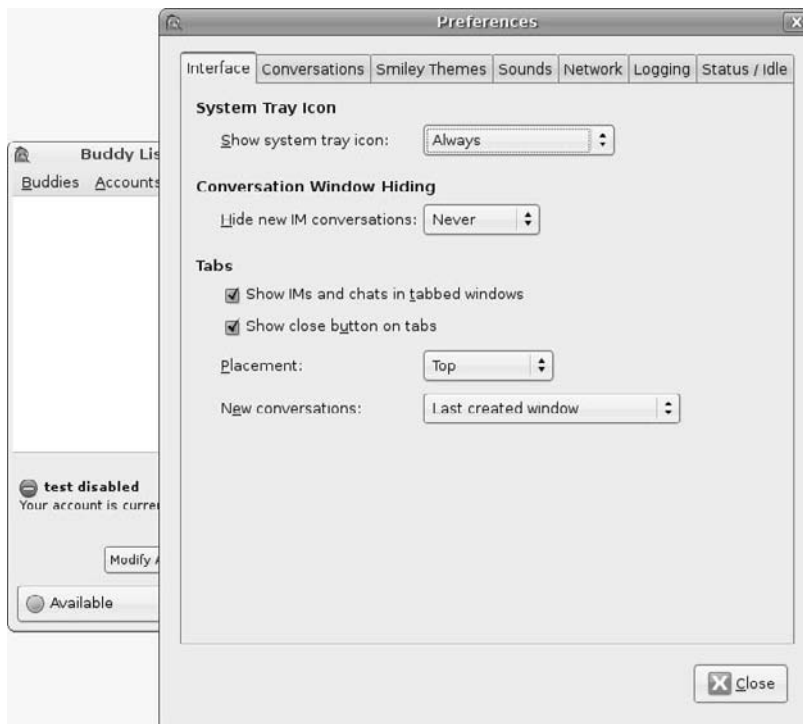 Preferences
Interface Conversations Smiley Themes Sounds Network Logging Status / Idle
System Tray Icon
Show system tray icon: Always
Buddy Lis
Buddies Accounts
Conversation Window Hiding
Hide new IM conversations: Never
Tabs
Show IMs and chats in tabbed windows
Show close button on tabs
Placement: Top
New conversations: Last created window
test disabled
Your account is curre
Modify A
Available
Close